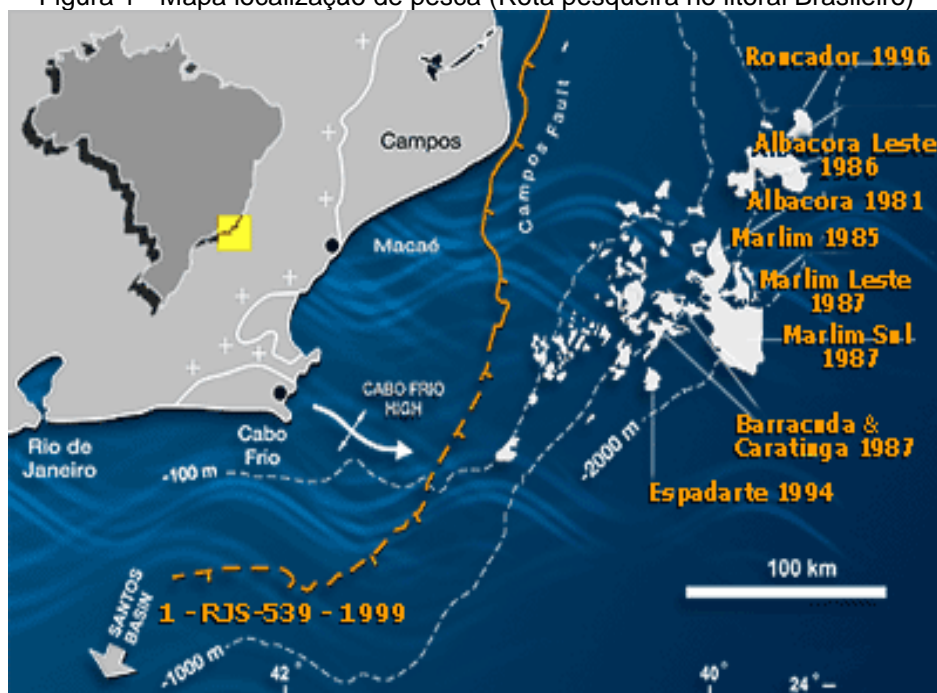 Figura 1 - Mapa localização de pesca (Rota pesqueira no litoral Brasileiro)
Roncador 1996
Campos
Campos Fault
Albacora Leste
1986
Albacora 1981
Macaé
Marlim 1985
Marlim Leste
1987
Marlim Sul
1987
CABO FRIO
HIGH
Rio de
Janeiro
Cabo
Frio
-100 m
-2000 m
Barracuda &
Caratinga 1987
Espadarte 1994
100 km
SANTOS
BASIN
1 - RJS-539 - 1999
-1000 m
42°
40°
24°